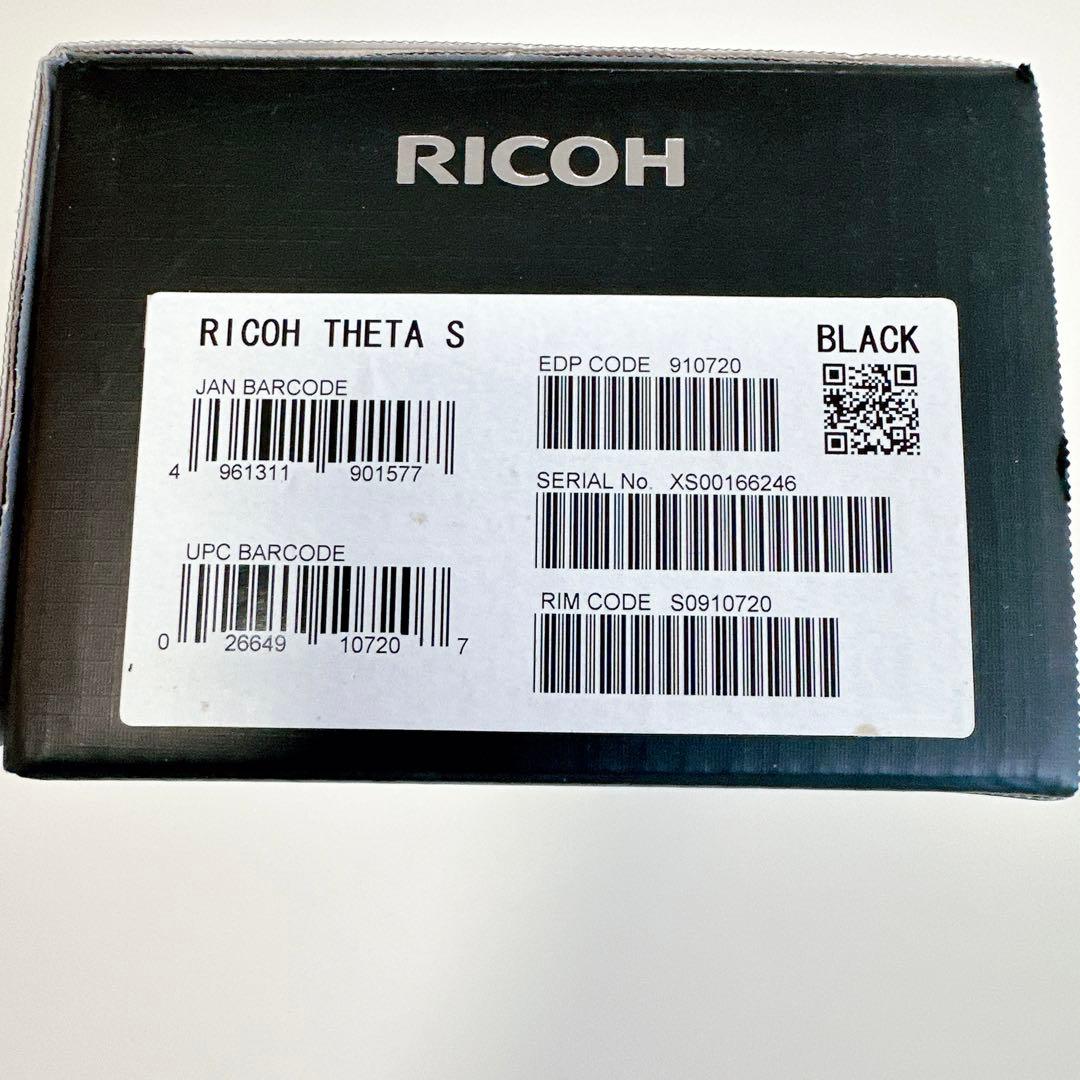 RICOH
RICOH THETA S
BLACK
JAN BARCODE
4 961311 901577
UPC BARCODE
0 26649 10720 7
EDP CODE 910720
SERIAL No. XS00166246
RIM CODE S0910720